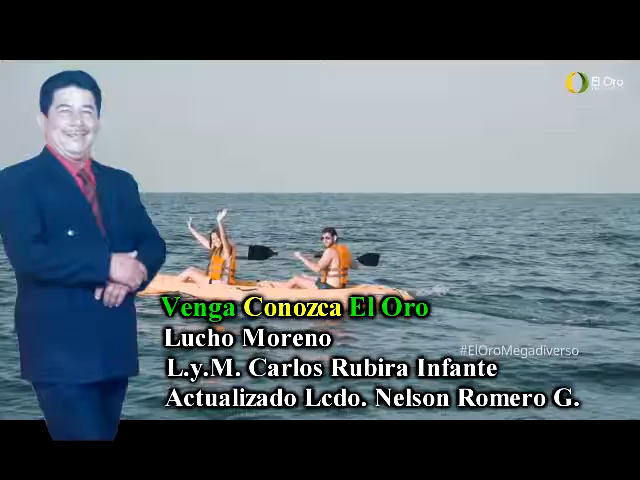 El Oro
Venga Conozca El Oro
Lucho Moreno
#ElOroMegadiverso
L.y.M. Carlos Rubira Infante
Actualizado Lcdo. Nelson Romero G.